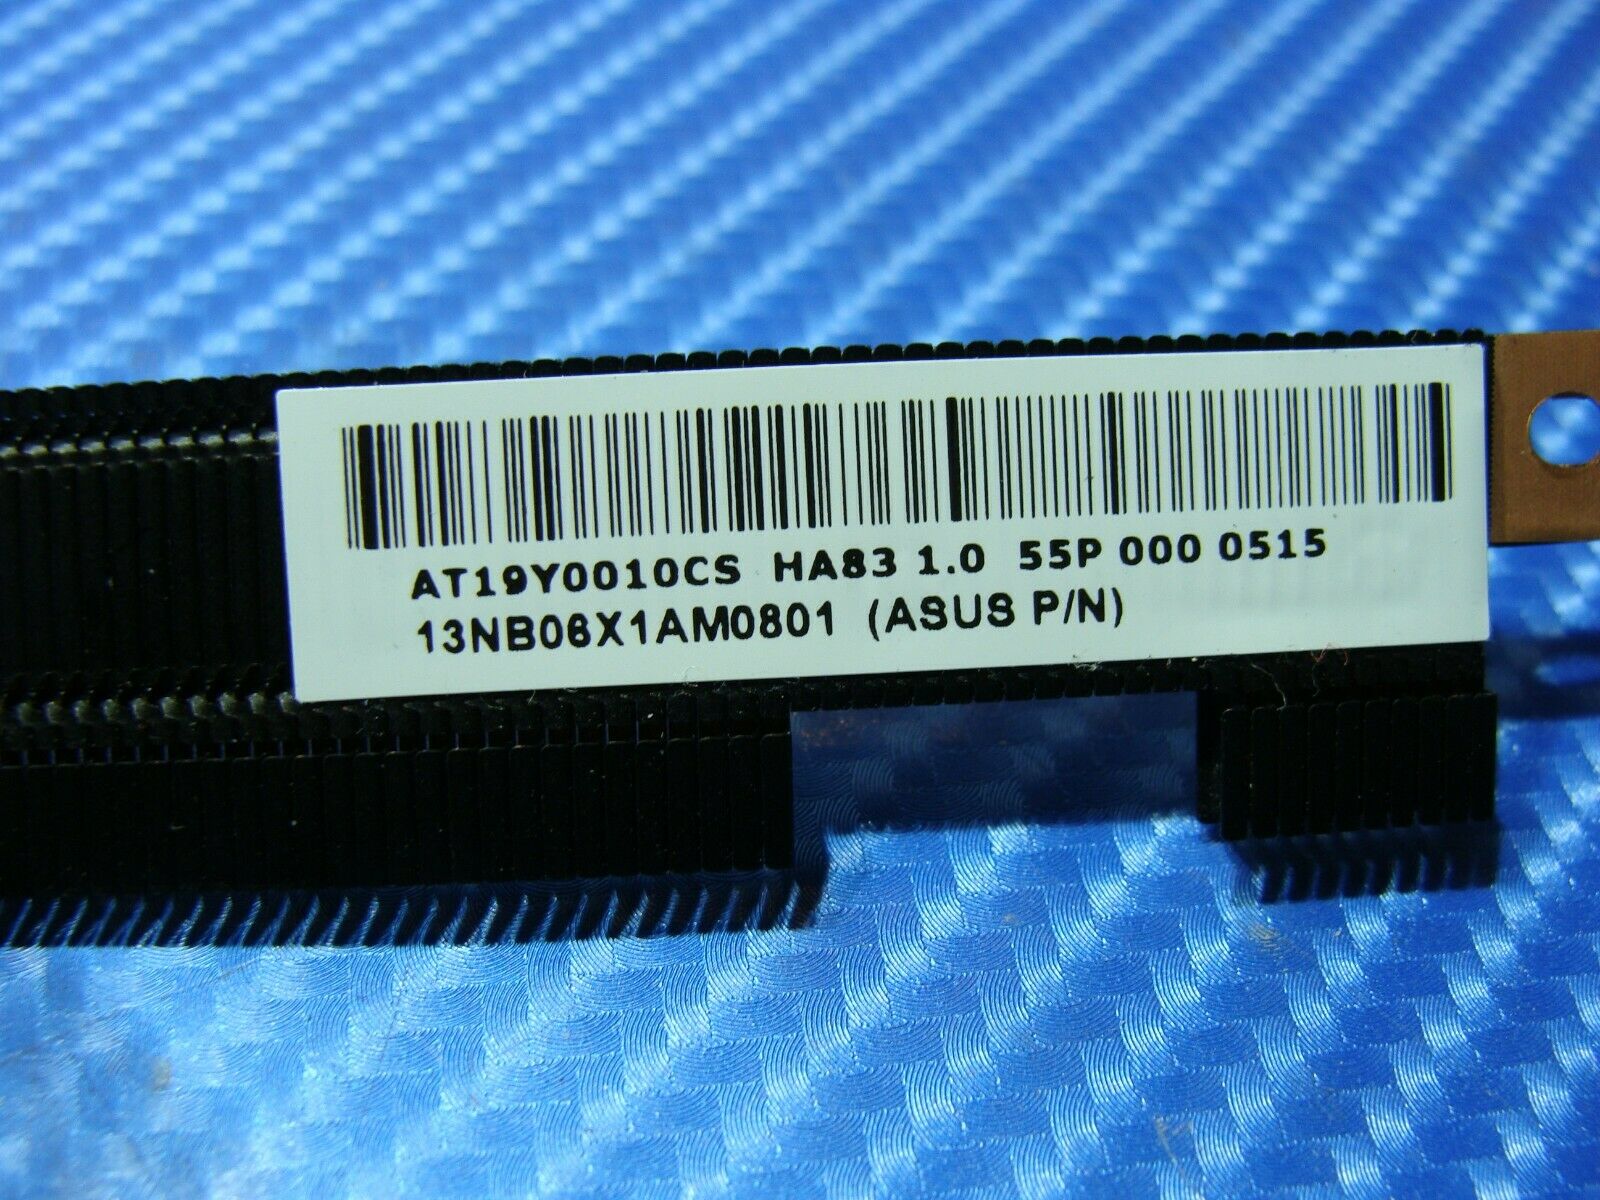 AT19Y0010CS HA83 1.0 55P 000 0515
13NB06X1AM0801 (ASUS P/N)